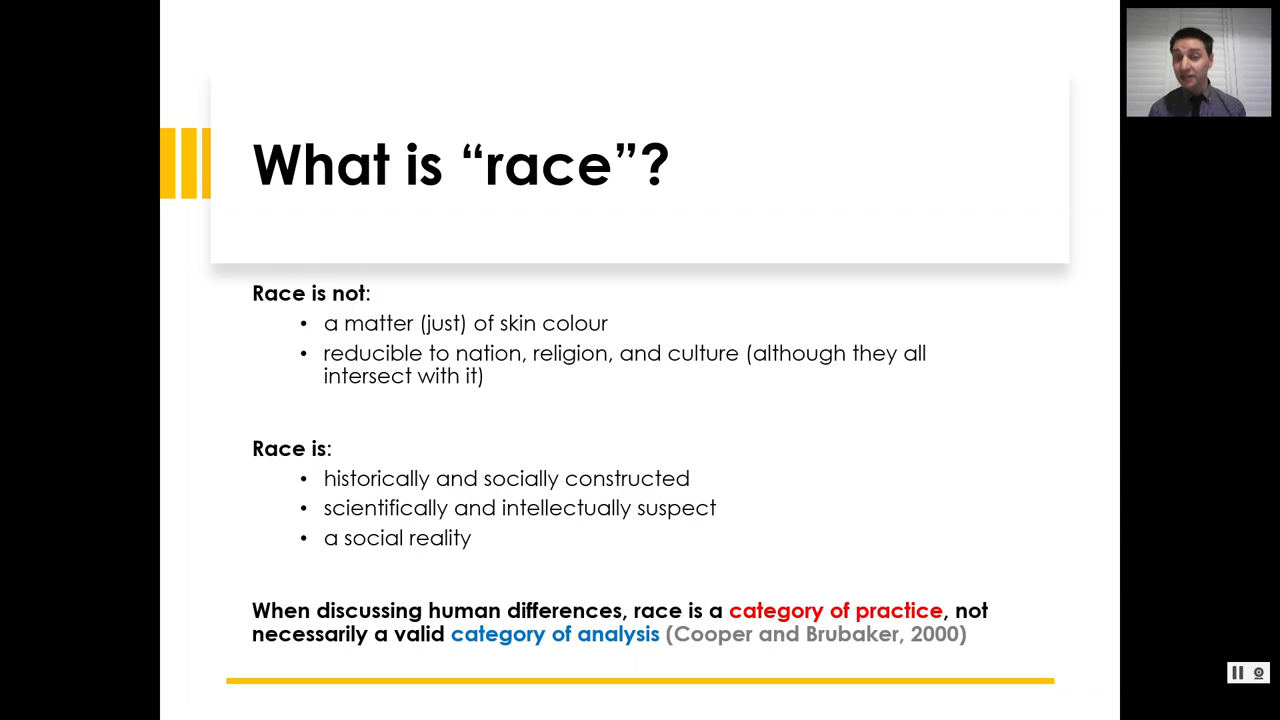 What is “race”?
Race is not:
• a matter (just) of skin colour
• reducible to nation, religion, and culture (although they all
intersect with it)
Race is:
• historically and socially constructed
• scientifically and intellectually suspect
• a social reality
When discussing human differences, race is a category of practice, not
necessarily a valid category of analysis (Cooper and Brubaker, 2000)